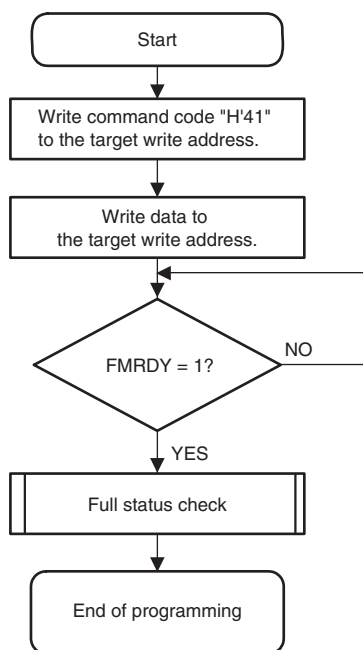 Start
Write command code "H'41"
to the target write address.
Write data to
the target write address.
FMRDY = 1?
NO
YES
Full status check
End of programming